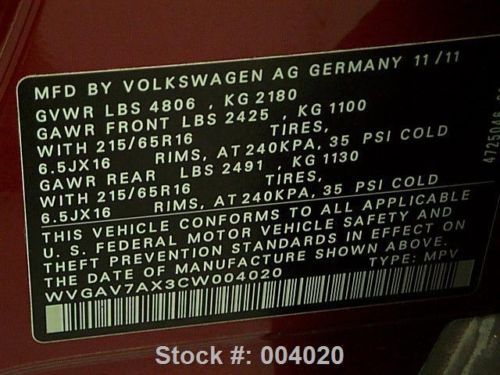 MFD BY VOLKSWAGEN AG GERMANY 11/11
GVWR LBS 4806 , KG 2180
GAWR FRONT LBS 2425 , KG 1100
WITH 215/65R16 TIRES,
6.5JX16 RIMS, AT 240KPA, 35 PSI COLD
GAWR REAR LBS 2491 , KG 1130
WITH 215/65R16 TIRES,
6.5JX16 RIMS, AT 240KPA, 35 PSI COLD
THIS VEHICLE CONFORMS TO ALL APPLICABLE
U. S. FEDERAL MOTOR VEHICLE SAFETY AND
THEFT PREVENTION STANDARDS IN EFFECT ON
THE DATE OF MANUFACTURE SHOWN ABOVE.
WVGAV7AX3CW004020 TYPE: MPV
Stock #: 004020